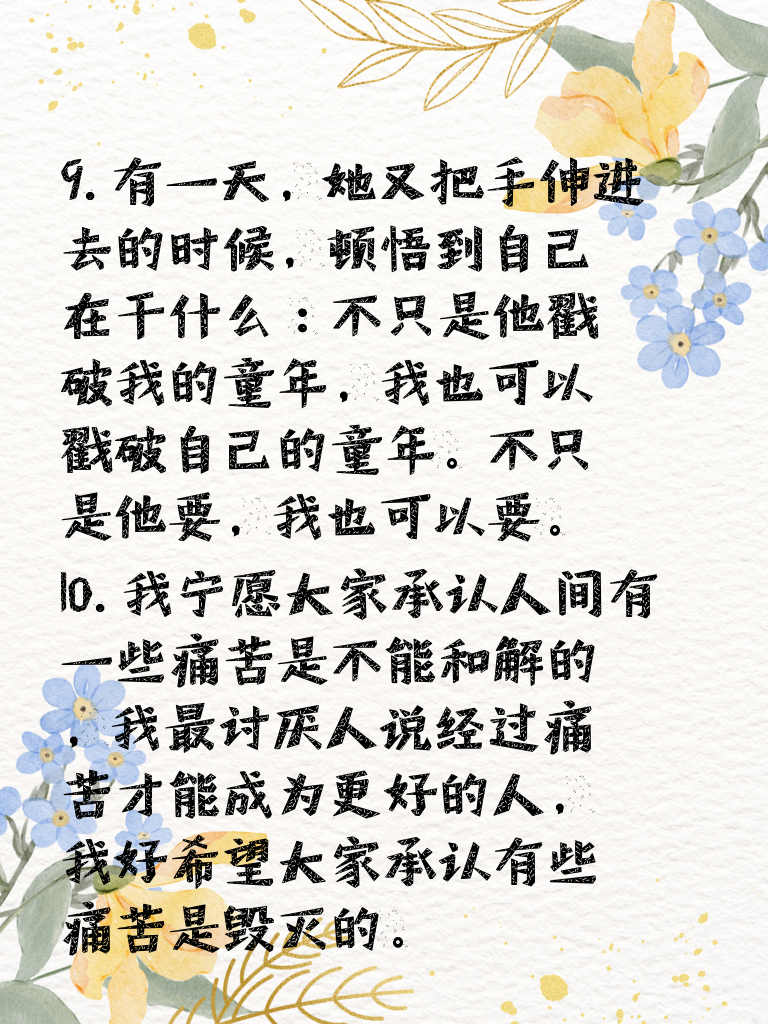 9. 有一天，她又把手伸进
去的时候，顿悟到自己
在干什么：不只是他戳
破我的童年，我也可以
戳破自己的童年。不只
是他要，我也可以要。
10. 我宁愿大家承认人间有
一些痛苦是不能和解的
，我最讨厌人说经过痛
苦才能成为更好的人，
我好希望大家承认有些
痛苦是毁灭的。